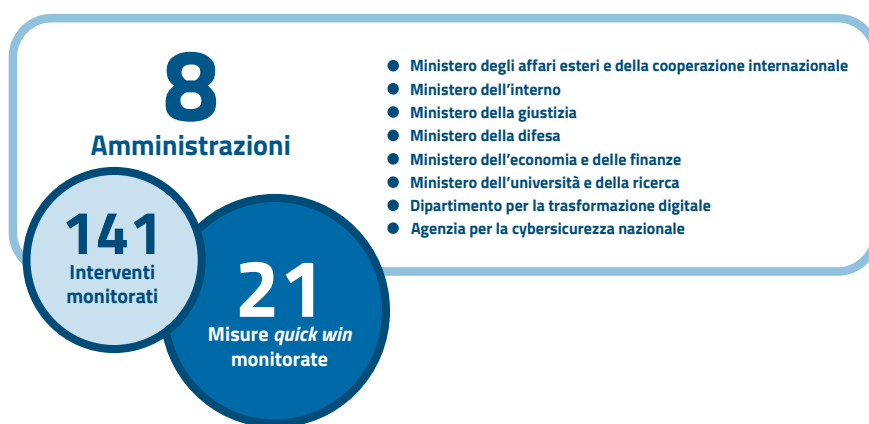 8
Amministrazioni
Ministero degli affari esteri e della cooperazione internazionale
Ministero dell'interno
Ministero della giustizia
Ministero della difesa
Ministero dell'economia e delle finanze
Ministero dell'università e della ricerca
Dipartimento per la trasformazione digitale
Agenzia per la cybersicurezza nazionale
141
Interventi
monitorati
21
Misure quick win
monitorate